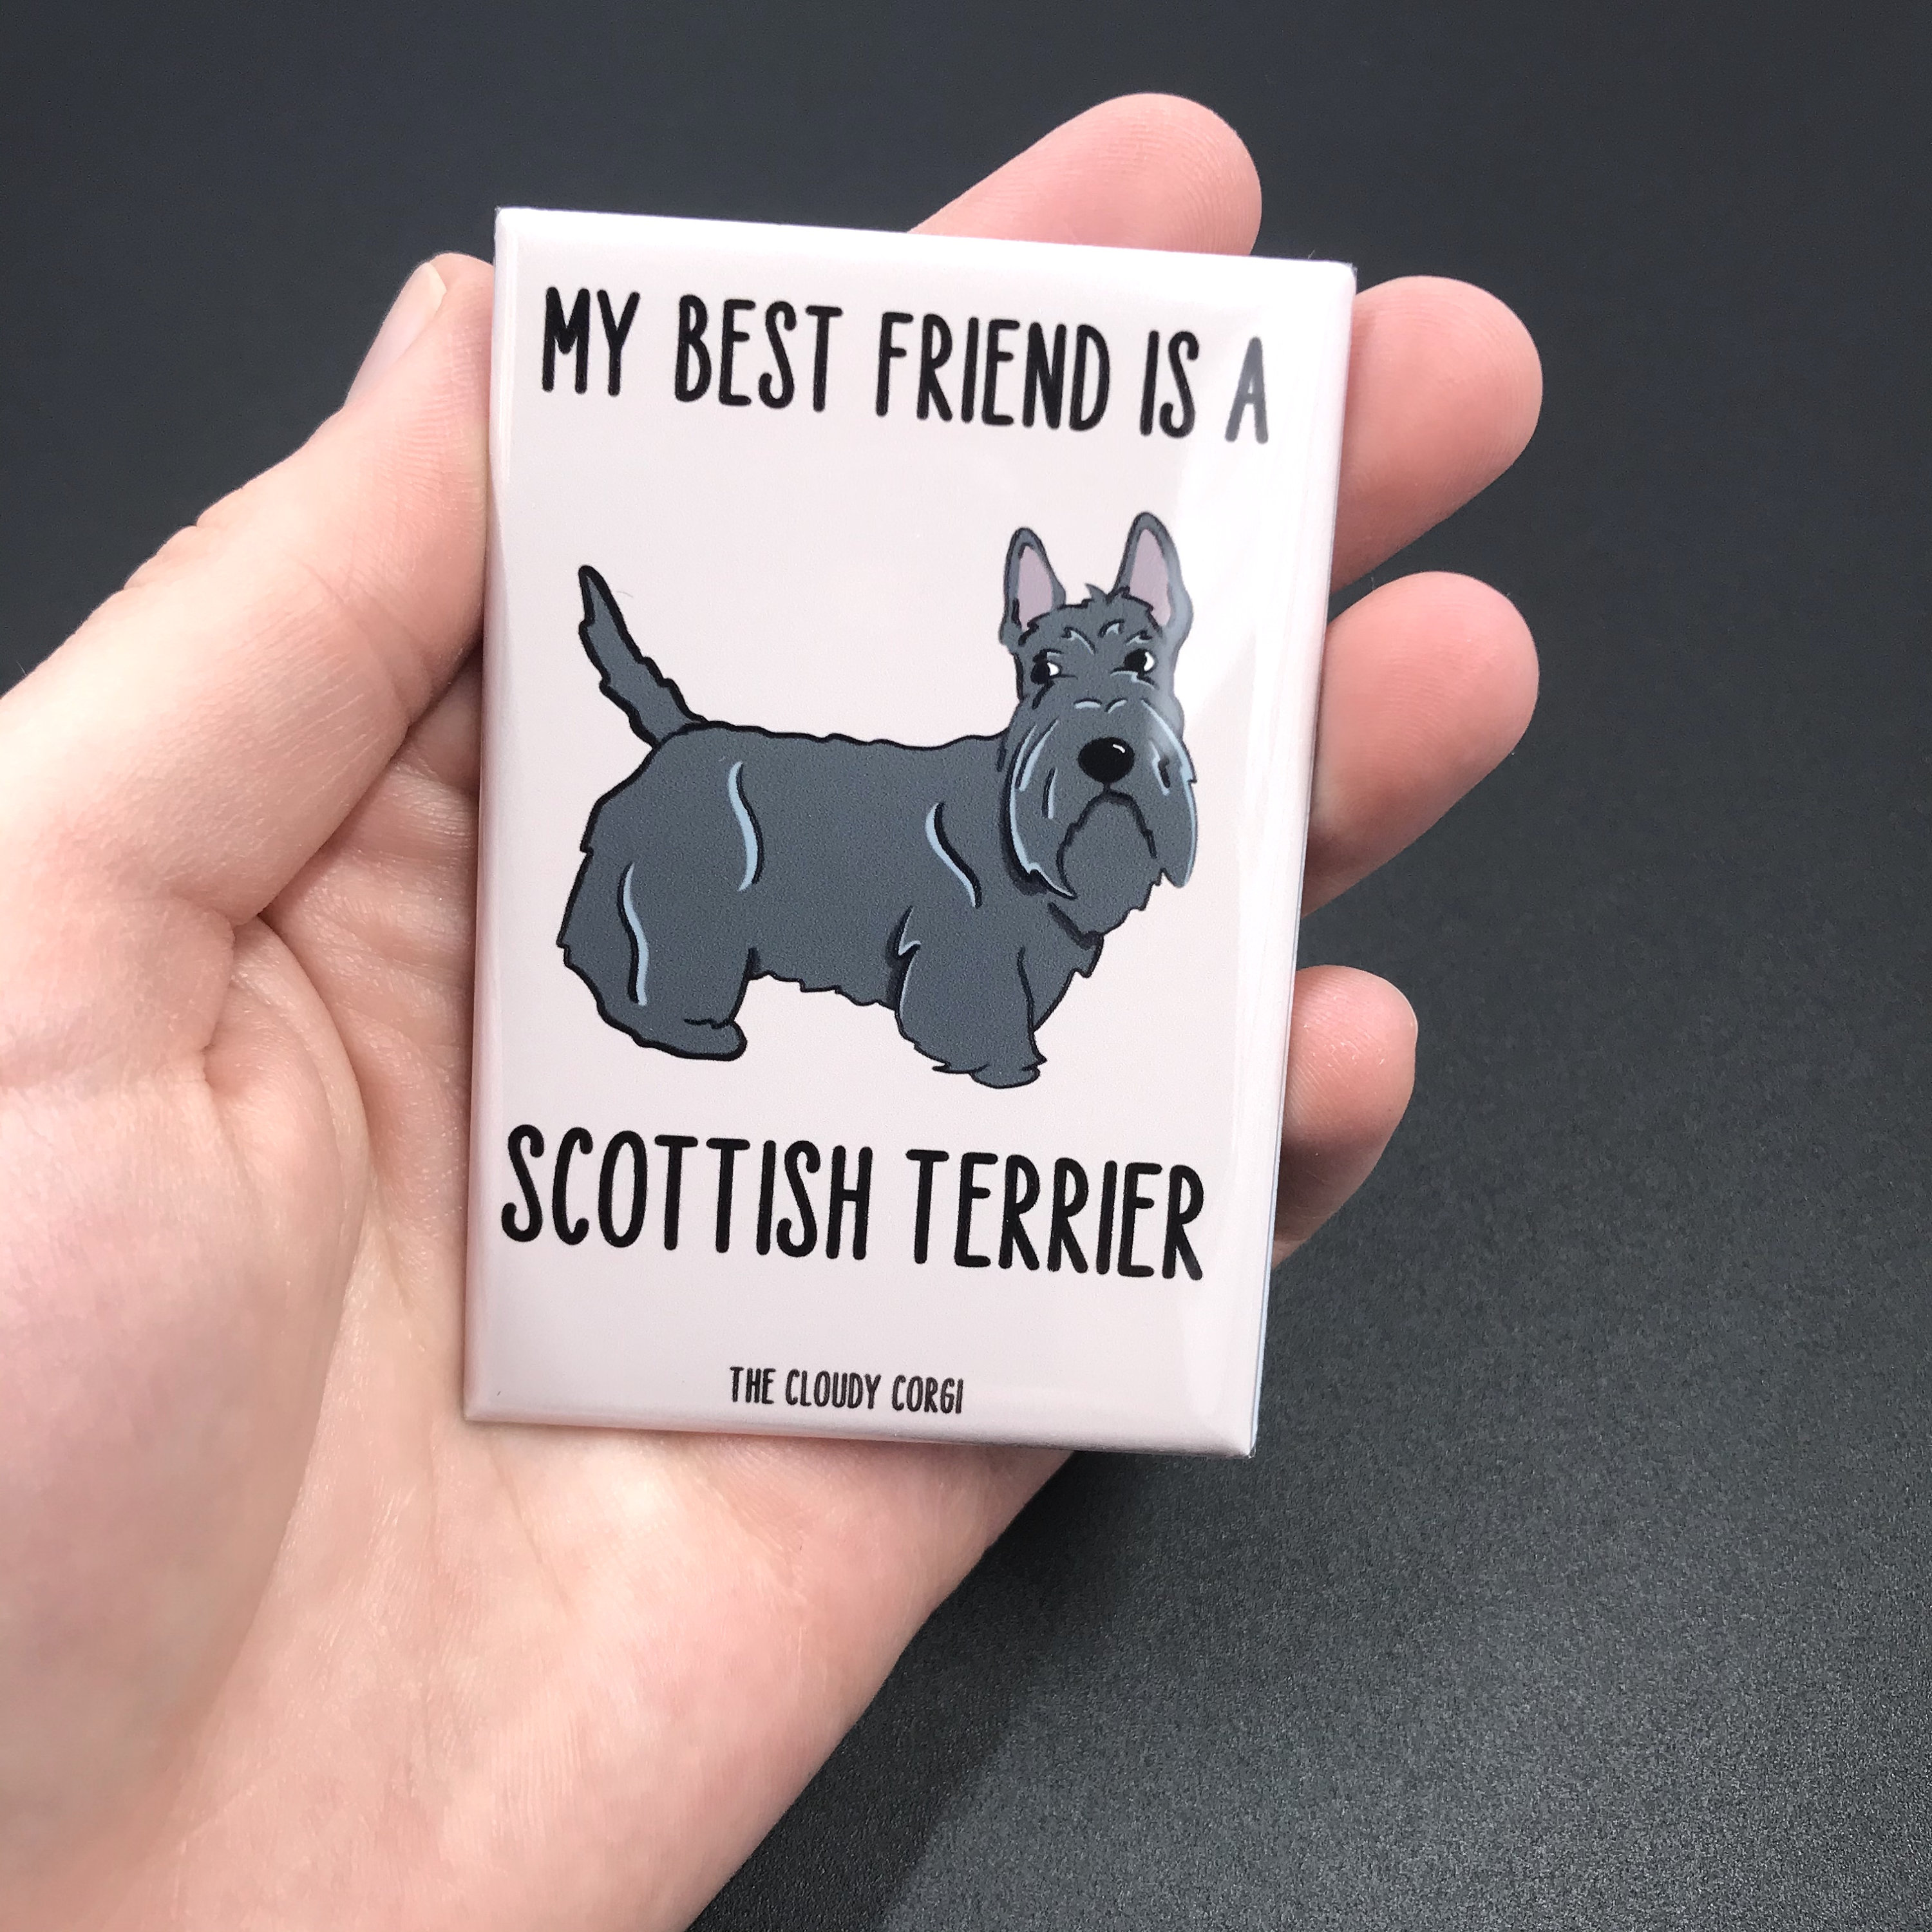 MY BEST FRIEND IS A
SCOTTISH TERRIER
THE CLOUDY CORGI